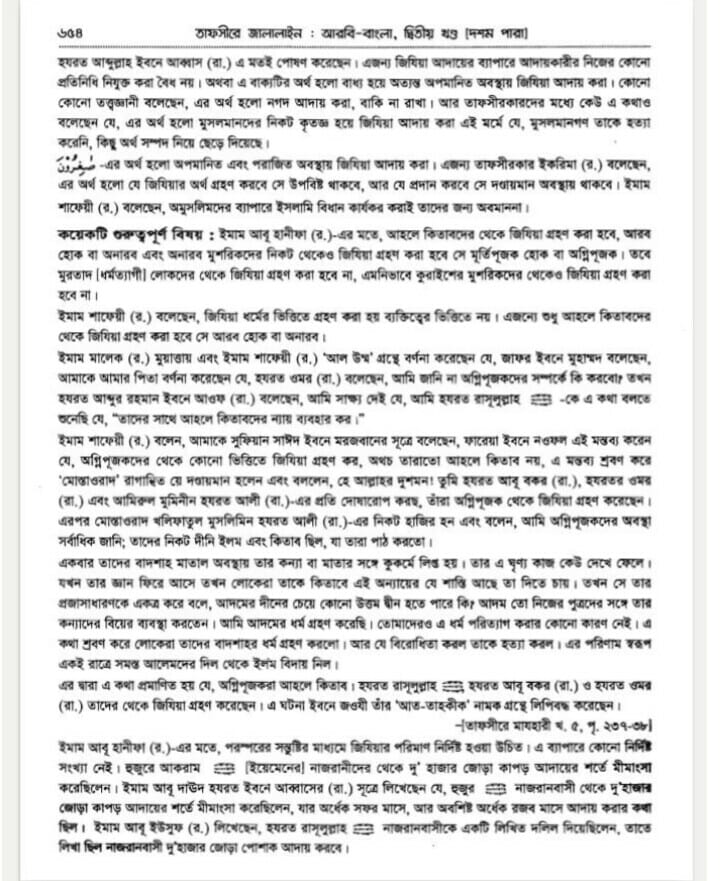 ৬৫৪ তাফসীরে জালালাইন : আরবি-বাংলা, দ্বিতীয় খণ্ড [দশম পারা]
হযরত আব্দুল্লাহ ইবনে আব্বাস (রা.) এ মতই পোষণ করেছেন। এজন্য জিযিয়া আদায়ের ব্যাপারে আদায়কারীর নিজের কোনো
প্রতিনিধি নিযুক্ত করা বৈধ নয়। অথবা এ বাক্যটির অর্থ হলো বাধ্য হয়ে অত্যন্ত অপমানিত অবস্থায় জিযিয়া আদায় করা। কোনো
কোনো তত্ত্বজ্ঞানী বলেছেন, এর অর্থ হলো নগদ আদায় করা, বাকি না রাখা। আর তাফসীরকারদের মধ্যে কেউ এ কথাও
বলেছেন যে, এর অর্থ হলো মুসলমানদের নিকট কৃতজ্ঞ হয়ে জিযিয়া আদায় করা এই মর্মে যে, মুসলমানগণ তাকে হত্যা
করেনি, কিছু অর্থ সম্পদ নিয়ে ছেড়ে দিয়েছে।
صٰغِرُوْنَ -এর অর্থ হলো অপমানিত এবং পরাজিত অবস্থায় জিযিয়া আদায় করা। এজন্য তাফসীরকার ইকরিমা (র.) বলেছেন,
এর অর্থ হলো যে জিযিয়ার অর্থ গ্রহণ করবে সে উপবিষ্ট থাকবে, আর যে প্রদান করবে সে দণ্ডায়মান অবস্থায় থাকবে। ইমাম
শাফেয়ী (র.) বলেছেন, অমুসলিমদের ব্যাপারে ইসলামি বিধান কার্যকর করাই তাদের জন্য অবমাননা।
কয়েকটি গুরুত্বপূর্ণ বিষয় : ইমাম আবূ হানীফা (র.)-এর মতে, আহলে কিতাবদের থেকে জিযিয়া গ্রহণ করা হবে, আরব
হোক বা অনারব এবং অনারব মুশরিকদের নিকট থেকেও জিযিয়া গ্রহণ করা হবে সে মূর্তিপূজক হোক বা অগ্নিপূজক। তবে
মুরতাদ [ধর্মত্যাগী] লোকদের থেকে জিযিয়া গ্রহণ করা হবে না, এমনিভাবে কুরাইশের মুশরিকদের থেকেও জিযিয়া গ্রহণ করা
হবে না।
ইমাম শাফেয়ী (র.) বলেছেন, জিযিয়া ধর্মের ভিত্তিতে গ্রহণ করা হয় ব্যক্তিত্বের ভিত্তিতে নয়। এজন্যে শুধু আহলে কিতাবদের
থেকে জিযিয়া গ্রহণ করা হবে সে আরব হোক বা অনারব।
ইমাম মালেক (র.) মুয়াত্তায় এবং ইমাম শাফেয়ী (র.) ‘আল উম্ম’ গ্রন্থে বর্ণনা করেছেন যে, জাফর ইবনে মুহাম্মদ বলেছেন,
আমাকে আমার পিতা বর্ণনা করেছেন যে, হযরত ওমর (রা.) বলেছেন, আমি জানি না অগ্নিপূজকদের সম্পর্কে কি করবো? তখন
হযরত আব্দুর রহমান ইবনে আওফ (রা.) বলেছেন, আমি সাক্ষ্য দেই যে, আমি হযরত রাসূলুল্লাহ ﷺ -কে এ কথা বলতে
শুনেছি যে, “তাদের সাথে আহলে কিতাবদের ন্যায় ব্যবহার কর।”
ইমাম শাফেয়ী (র.) বলেন, আমাকে সুফিয়ান সাঈদ ইবনে মরজবানের সূত্রে বলেছেন, ফারেয়া ইবনে নওফল এই মন্তব্য করেন
যে, অগ্নিপূজকদের থেকে কোনো ভিত্তিতে জিযিয়া গ্রহণ কর, অথচ তারাতো আহলে কিতাব নয়, এ মন্তব্য শ্রবণ করে
‘মোস্তাওরাদ’ রাগান্বিত যে দণ্ডায়মান হলেন এবং বললেন, হে আল্লাহর দুশমন! তুমি হযরত আবূ বকর (রা.), হযরতর ওমর
(রা.) এবং আমিরুল মুমিনীন হযরত আলী (রা.)-এর প্রতি দোষারোপ করছ, তাঁরা অগ্নিপূজক থেকে জিযিয়া গ্রহণ করেছেন।
এরপর মোস্তাওরাদ খলিফাতুল মুসলিমিন হযরত আলী (রা.)-এর নিকট হাজির হন এবং বলেন, আমি অগ্নিপূজকদের অবস্থা
সর্বাধিক জানি; তাদের নিকট দীনি ইলম এবং কিতাব ছিল, যা তারা পাঠ করতো।
একবার তাদের বাদশাহ মাতাল অবস্থায় তার কন্যা বা মাতার সঙ্গে কুকর্মে লিপ্ত হয়। তার এ ঘৃণ্য কাজ কেউ দেখে ফেলে।
যখন তার জ্ঞান ফিরে আসে তখন লোকেরা তাকে কিতাবে এই অন্যায়ের যে শাস্তি আছে তা দিতে চায়। তখন সে তার
প্রজাসাধারণকে একত্র করে বলে, আদমের দীনের চেয়ে কোনো উত্তম দ্বীন হতে পারে কি? আদম তো নিজের পুত্রদের সঙ্গে তার
কন্যাদের বিয়ের ব্যবস্থা করতেন। আমি আদমের ধর্ম গ্রহণ করেছি। তোমাদেরও এ ধর্ম পরিত্যাগ করার কোনো কারণ নেই। এ
কথা শ্রবণ করে লোকেরা তাদের বাদশাহর ধর্ম গ্রহণ করলো। আর যে বিরোধিতা করল তাকে হত্যা করল। এর পরিণাম স্বরূপ
একই রাত্রে সমস্ত আলেমদের দিল থেকে ইলম বিদায় নিল।
এর দ্বারা এ কথা প্রমাণিত হয় যে, অগ্নিপূজকরা আহলে কিতাব। হযরত রাসূলুল্লাহ ﷺ হযরত আবূ বকর (রা.) ও হযরত ওমর
(রা.) তাদের থেকে জিযিয়া গ্রহণ করেছেন। এ ঘটনা ইবনে জওযী তাঁর ‘আত-তাহকীক’ নামক গ্রন্থে লিপিবদ্ধ করেছেন।
–[তাফসীরে মাযহারী খ. ৫, পৃ. ২৩৭-৩৮]
ইমাম আবূ হানীফা (র.)-এর মতে, পরস্পরের সন্তুষ্টির মাধ্যমে জিযিয়ার পরিমাণ নির্দিষ্ট হওয়া উচিত। এ ব্যাপারে কোনো নির্দিষ্ট
সংখ্যা নেই। হুজুরে আকরাম ﷺ [ইয়েমেনের] নাজরানীদের থেকে দু’ হাজার জোড়া কাপড় আদায়ের শর্তে মীমাংসা
করেছিলেন। ইমাম আবূ দাউদ হযরত ইবনে আব্বাসের (রা.) সূত্রে লিখেছেন যে, হুজুর ﷺ নাজরানবাসী থেকে দু’হাজার
জোড়া কাপড় আদায়ের শর্তে মীমাংসা করেছিলেন, যার অর্ধেক সফর মাসে, আর অবশিষ্ট অর্ধেক রজব মাসে আদায় করার কথা
ছিল। ইমাম আবূ ইউসুফ (র.) লিখেছেন, হযরত রাসূলুল্লাহ ﷺ নাজরানবাসীকে একটি লিখিত দলিল দিয়েছিলেন, তাতে
লিখা ছিল নাজরানবাসী দু’হাজার জোড়া পোশাক আদায় করবে।